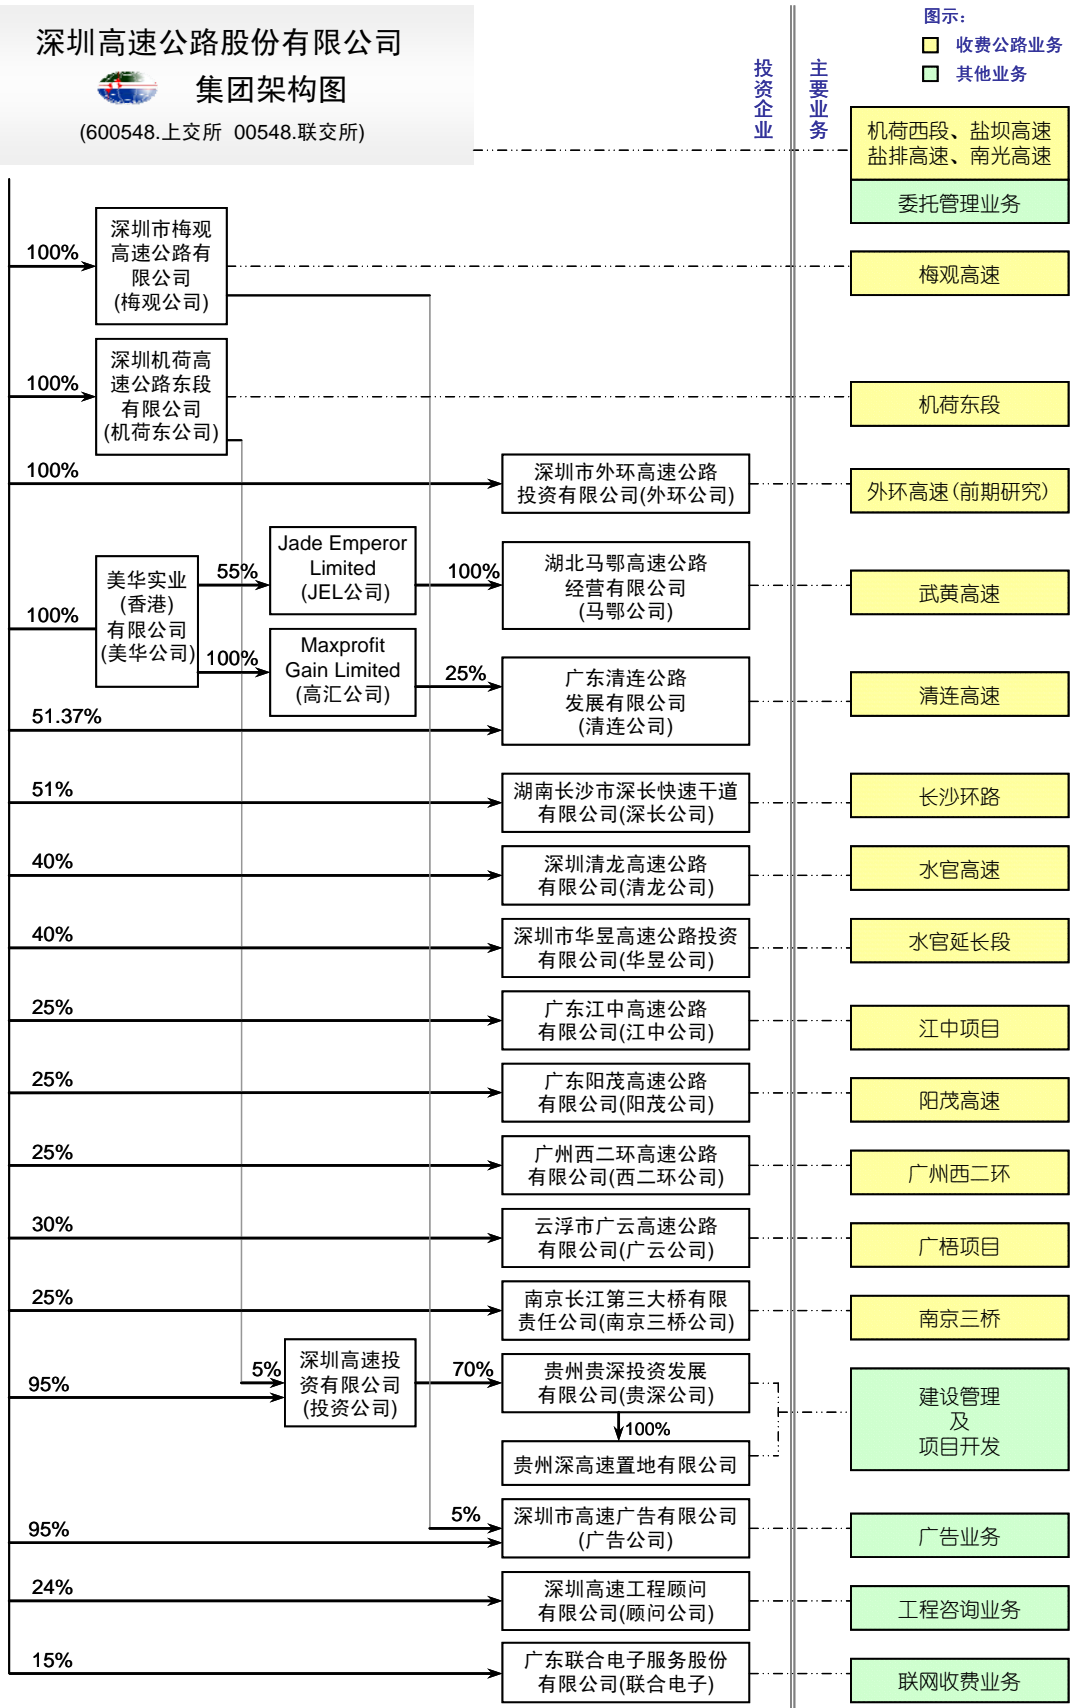 深圳高速公路股份有限公司
集团架构图
(600548.上交所 00548.联交所)
图示:
收费公路业务
其他业务
投资企业
主要业务
机荷西段、盐坝高速
盐排高速、南光高速
委托管理业务
100%
深圳市梅观
高速公路有
限公司
(梅观公司)
梅观高速
100%
深圳机荷高
速公路东段
有限公司
(机荷东公司)
机荷东段
100%
深圳市外环高速公路
投资有限公司(外环公司)
外环高速(前期研究)
100%
美华实业
(香港)
有限公司
(美华公司)
55%
Jade Emperor
Limited
(JEL公司)
100%
湖北马鄂高速公路
经营有限公司
(马鄂公司)
武黄高速
100%
Maxprofit
Gain Limited
(高汇公司)
25%
广东清连公路
发展有限公司
(清连公司)
清连高速
51.37%
51%
湖南长沙市深长快速干道
有限公司(深长公司)
长沙环路
40%
深圳清龙高速公路
有限公司(清龙公司)
水官高速
40%
深圳市华昱高速公路投资
有限公司(华昱公司)
水官延长段
25%
广东江中高速公路
有限公司(江中公司)
江中项目
25%
广东阳茂高速公路
有限公司(阳茂公司)
阳茂高速
25%
广州西二环高速公路
有限公司(西二环公司)
广州西二环
30%
云浮市广云高速公路
有限公司(广云公司)
广梧项目
25%
南京长江第三大桥有限
责任公司(南京三桥公司)
南京三桥
95%
5%
深圳高速投
资有限公司
(投资公司)
70%
贵州贵深投资发展
有限公司(贵深公司)
100%
贵州深高速置地有限公司
建设管理
及
项目开发
95%
5%
深圳市高速广告有限公司
(广告公司)
广告业务
24%
深圳高速工程顾问
有限公司(顾问公司)
工程咨询业务
15%
广东联合电子服务股份
有限公司(联合电子)
联网收费业务